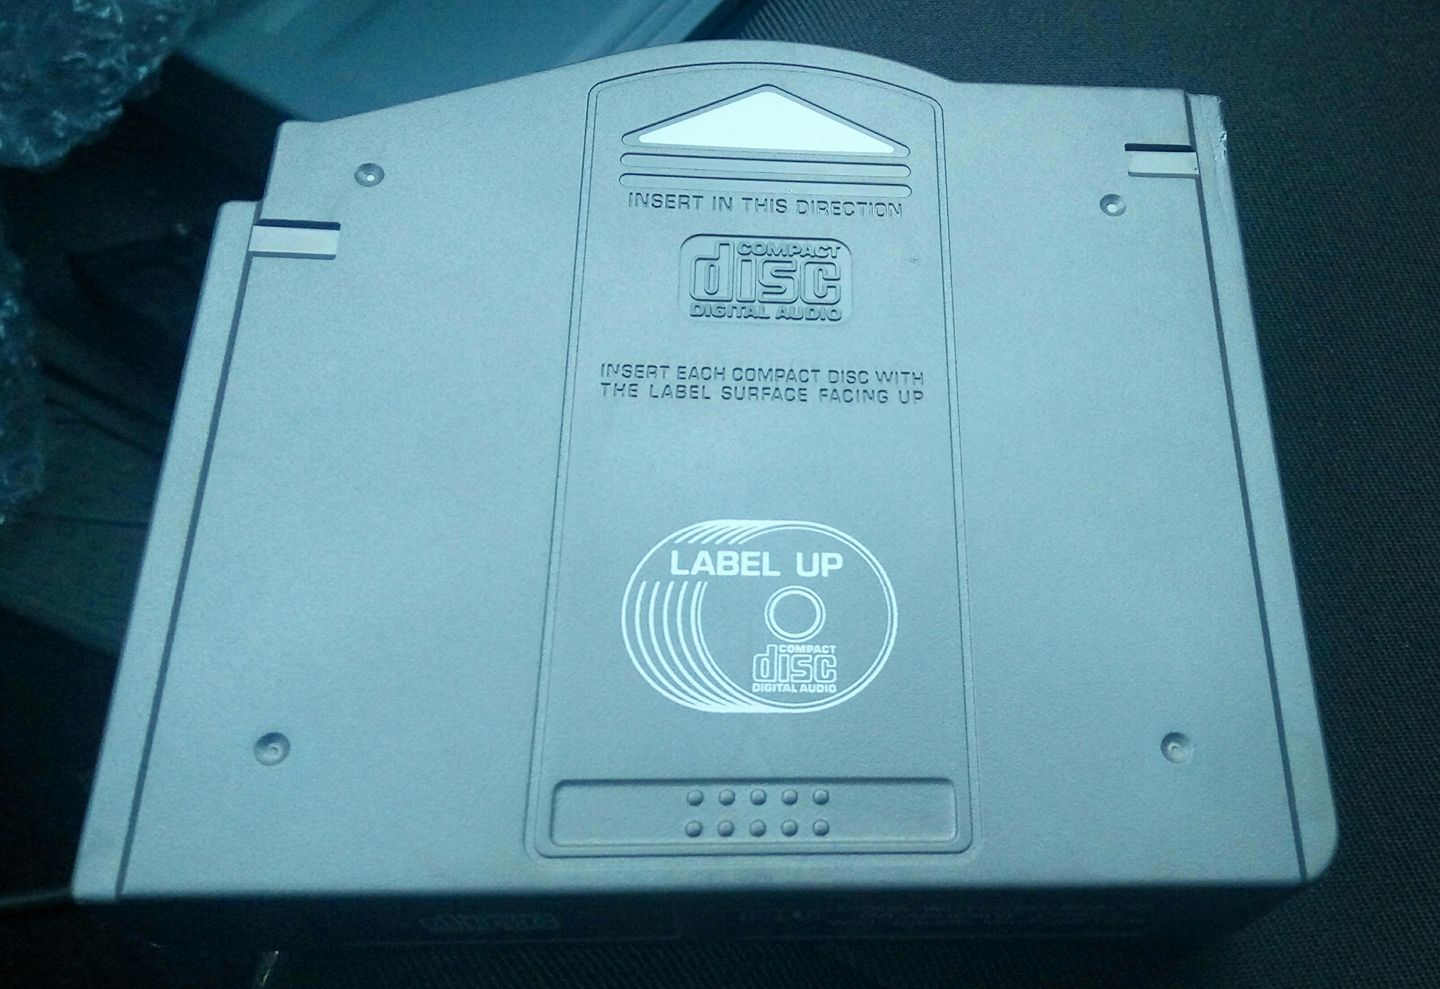 INSERT IN THIS DIRECTION
COMPACT
disc
DIGITAL AUDIO
INSERT EACH COMPACT DISC WITH
THE LABEL SURFACE FACING UP
LABEL UP
COMPACT
disc
DIGITAL AUDIO